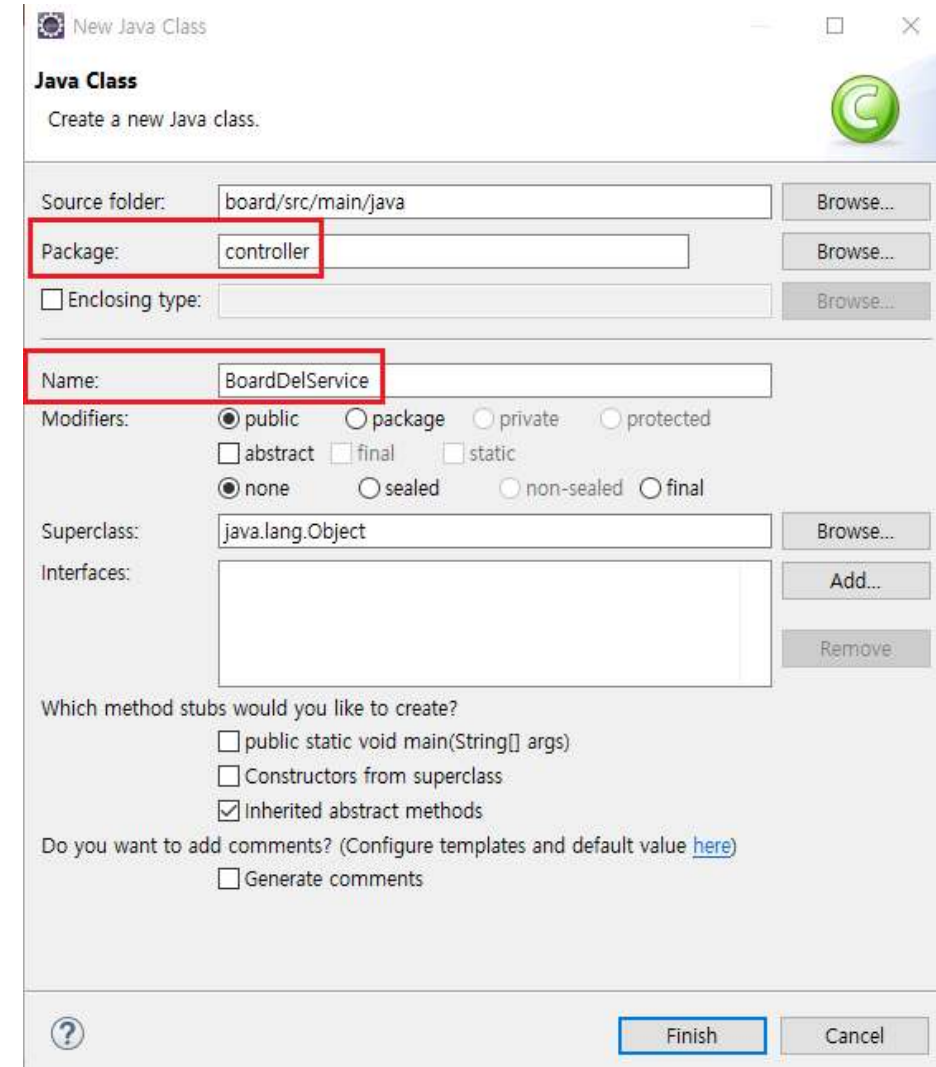 New Java Class
Java Class
Create a new Java class.
C
Source folder: board/src/main/java Browse...
Package: controller Browse...
Enclosing type: Browse...
Name: BoardDelService
Modifiers: public package private protected
abstract final static
none sealed non-sealed final
Superclass: java.lang.Object Browse...
Interfaces: Add...
Remove
Which method stubs would you like to create?
public static void main(String[] args)
Constructors from superclass
Inherited abstract methods
Do you want to add comments? (Configure templates and default value here)
Generate comments
? Finish Cancel